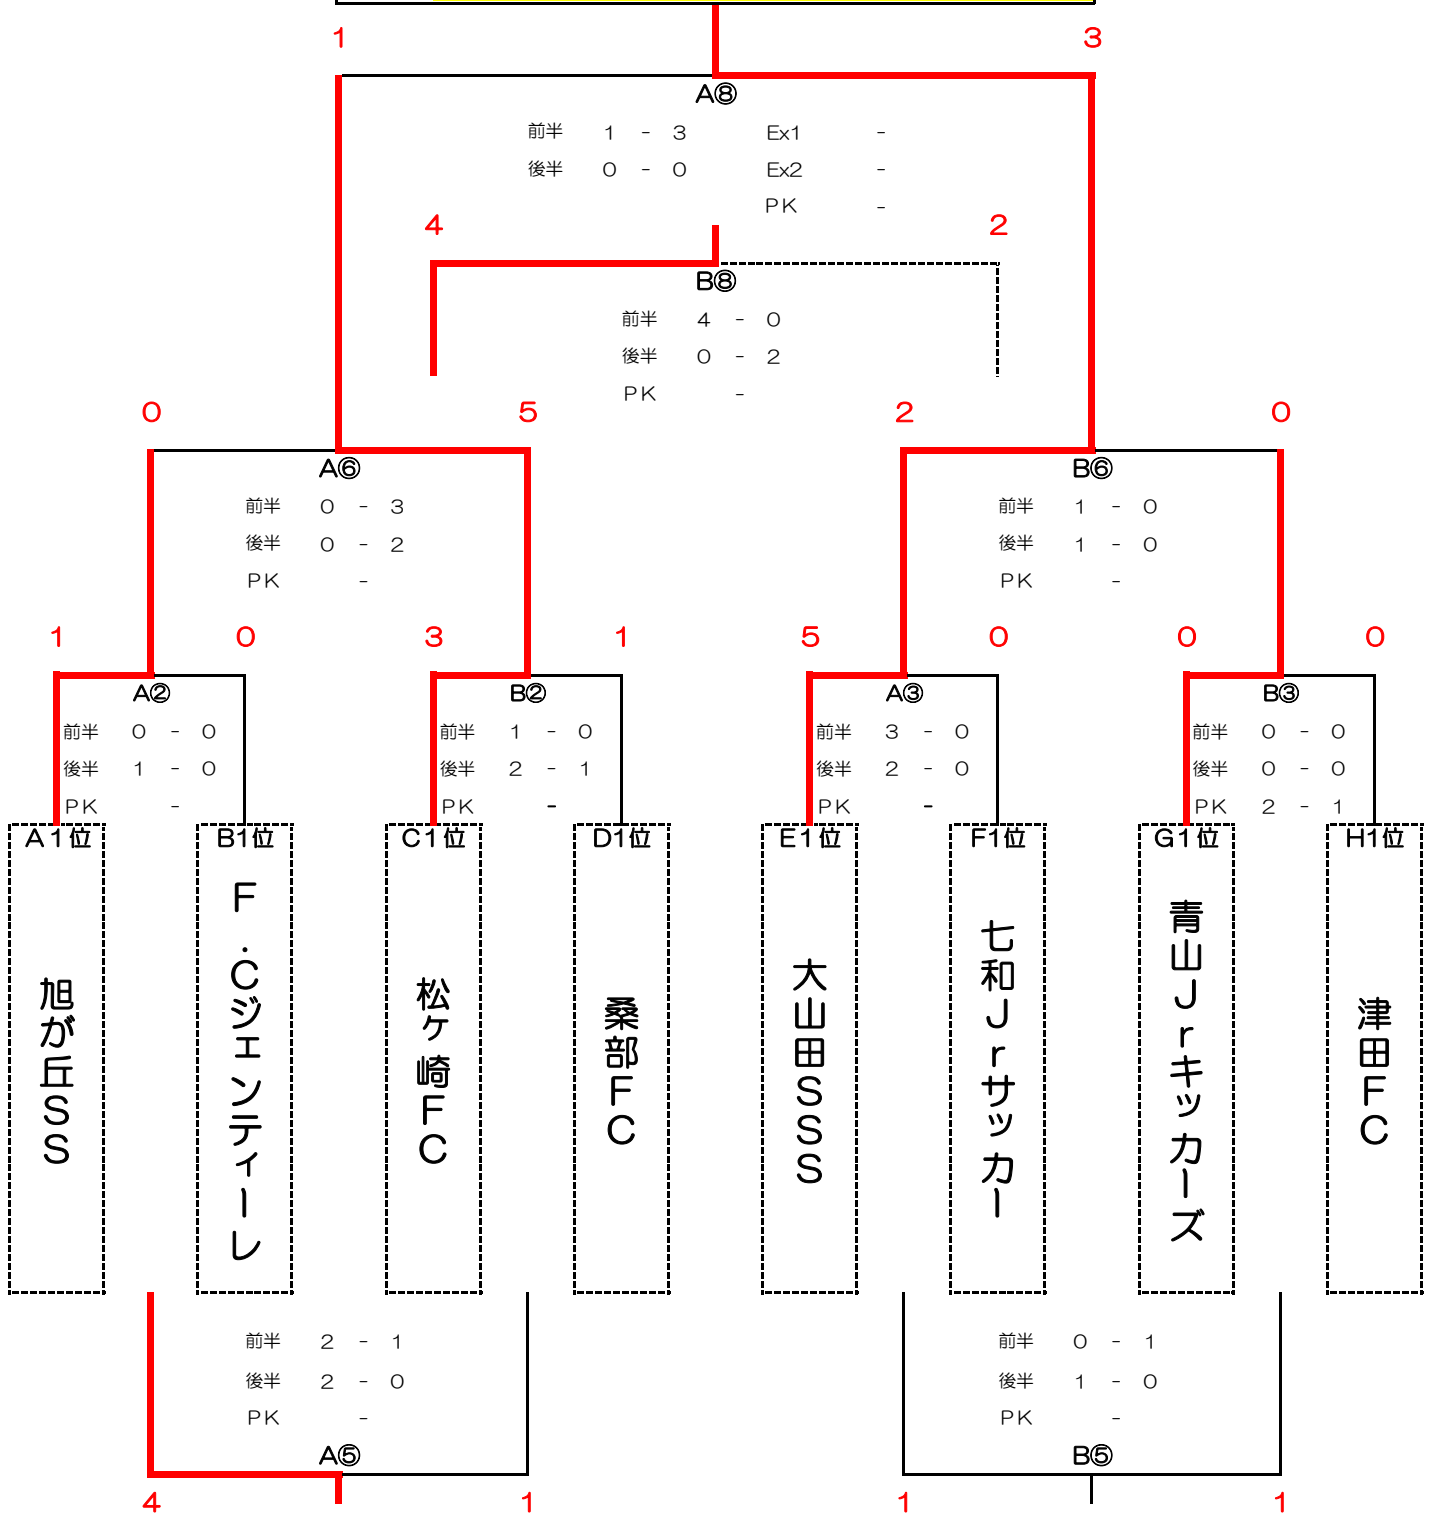 1 3
A⑧
前半 1 - 3 Ex1 -
後半 0 - 0 Ex2 -
PK -
4 2
B⑧
前半 4 - 0
後半 0 - 2
PK -
0 5 2 0
A⑥ B⑥
前半 0 - 3 前半 1 - 0
後半 0 - 2 後半 1 - 0
PK - PK -
1 0 3 1 5 0 0 0
A② B② A③ B③
前半 0 - 0 前半 1 - 0 前半 3 - 0 前半 0 - 0
後半 1 - 0 後半 2 - 1 後半 2 - 0 後半 0 - 0
PK - PK - PK - PK 2 - 1
A1位 B1位 C1位 D1位 E1位 F1位 G1位 H1位
旭が丘SS
F.Cジェンティーレ
松ヶ崎FC
桑部FC
大山田SSS
七和Jrサッカー
青山Jrキッカーズ
津田FC
前半 2 - 1 前半 0 - 1
後半 2 - 0 後半 1 - 0
PK - PK -
A⑤ B⑤
4 1 1 1